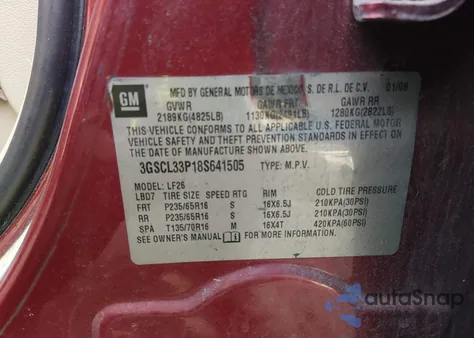 MFD BY GENERAL MOTORS DE MEXICO S. DE R.L. DE C.V. 01/08
GM
GVWR GAWR FRT GAWR RR
2189KG(4825LB) 1130KG(2491LB) 1280KG(2822LB)
THIS VEHICLE CONFORMS TO ALL APPLICABLE U.S. FEDERAL MOTOR
VEHICLE SAFETY, BUMPER, AND THEFT PREVENTION STANDARDS IN EFFECT
ON THE DATE OF MANUFACTURE SHOWN ABOVE.
3GSCL33P18S641505 TYPE: M.P.V.
MODEL: LF26
LBD7 TIRE SIZE SPEED RTG RIM COLD TIRE PRESSURE
FRT P235/65R16 S 16X6.5J 210KPA(30PSI)
RR P235/65R16 S 16X6.5J 210KPA(30PSI)
SPA T135/70R16 M 16X4T 420KPA(60PSI)
SEE OWNER'S MANUAL FOR MORE INFORMATION
autoSnap